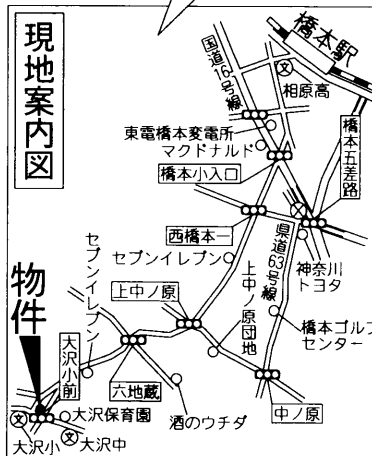 現地案内図
橋本駅
国道16号線
文
相原高
東電橋本変電所
マクドナルド
橋本小入口
橋本五差路
西橋本一
セブンイレブン
県道63号線
神奈川
トヨタ
セブンイレブン
上中ノ原
上中ノ原団地
橋本ゴルフ
センター
物件
大沢小前
六地蔵
酒のウチダ
中ノ原
大沢保育園
文
大沢小
文
大沢中